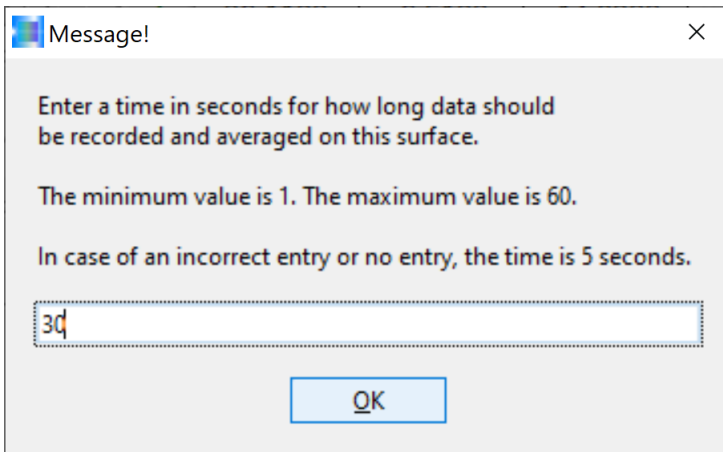 Message!
Enter a time in seconds for how long data should
be recorded and averaged on this surface.
The minimum value is 1. The maximum value is 60.
In case of an incorrect entry or no entry, the time is 5 seconds.
30
OK